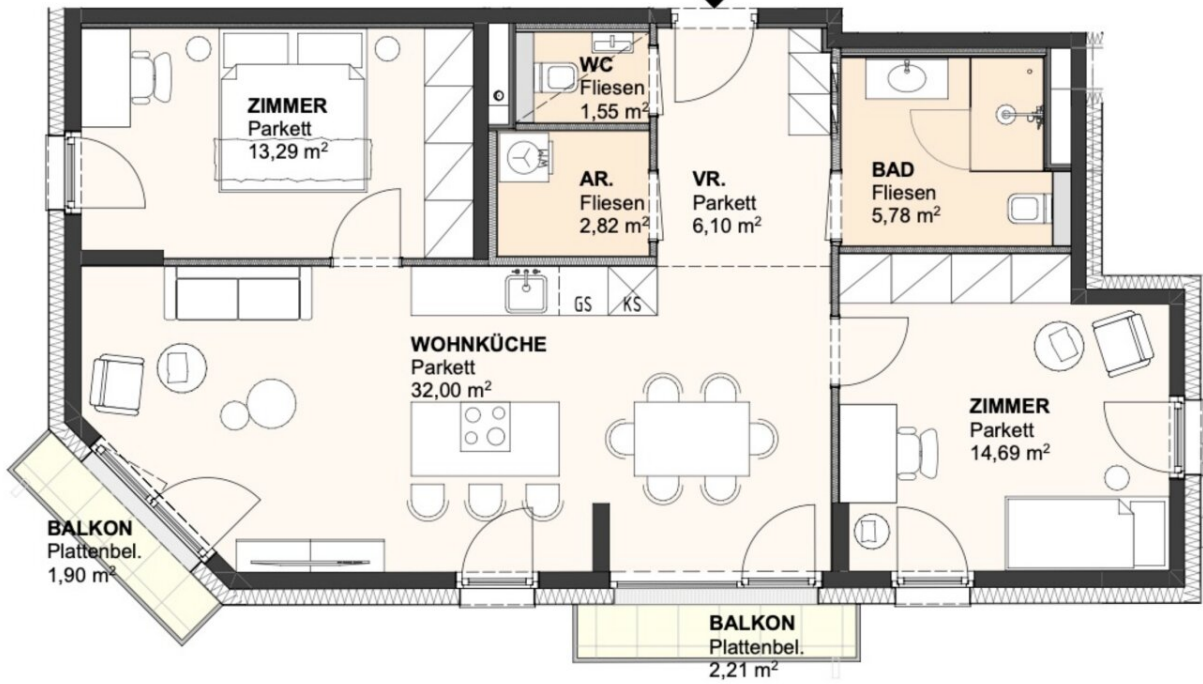 WC
Fliesen
1,55 m²
ZIMMER
Parkett
13,29 m²
WM
AR.
Fliesen
2,82 m²
VR.
Parkett
6,10 m²
BAD
Fliesen
5,78 m²
GS
KS
WOHNKÜCHE
Parkett
32,00 m²
ZIMMER
Parkett
14,69 m²
BALKON
Plattenbel.
1,90 m²
BALKON
Plattenbel.
2,21 m²